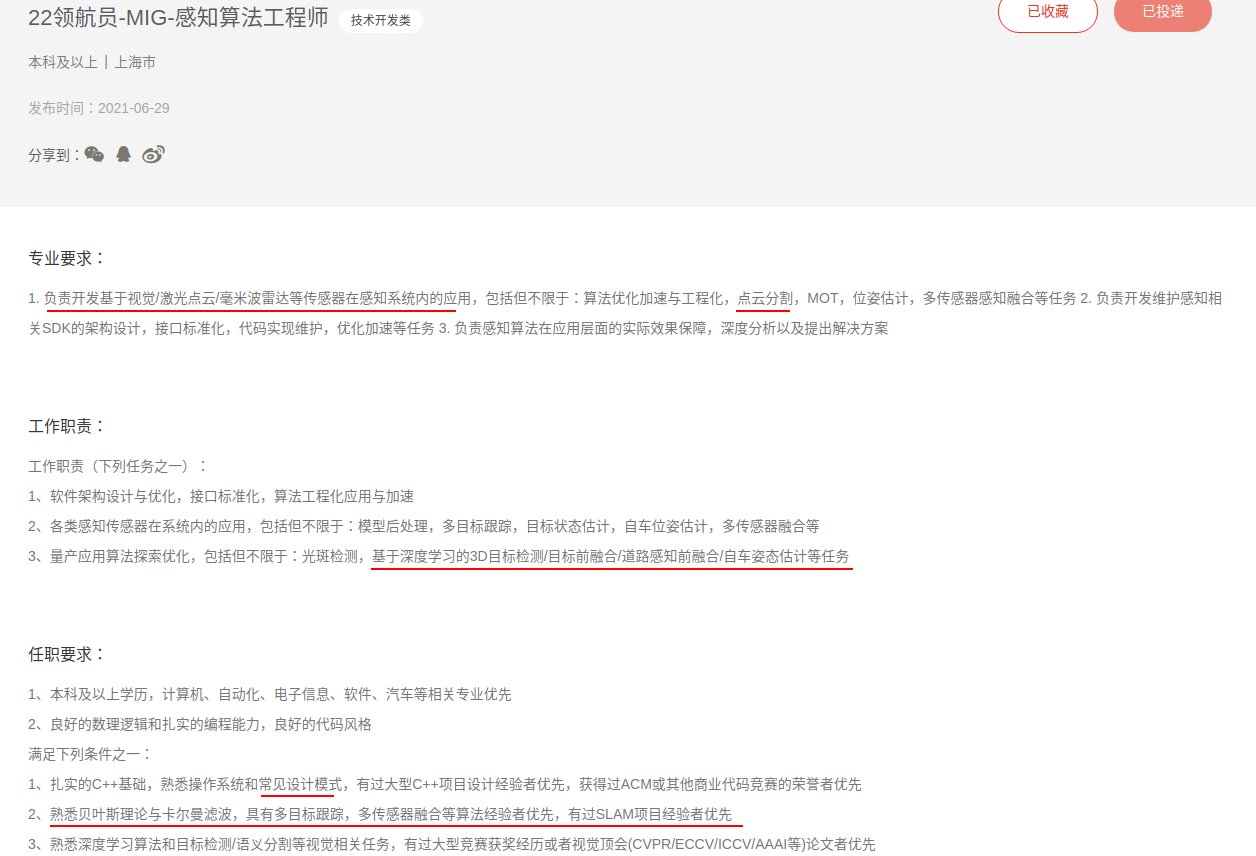 22领航员-MIG-感知算法工程师 技术开发类 已收藏 已投递
本科及以上丨上海市
发布时间：2021-06-29
分享到：
专业要求：
1. 负责开发基于视觉/激光点云/毫米波雷达等传感器在感知系统内的应用，包括但不限于：算法优化加速与工程化，点云分割，MOT，位姿估计，多传感器感知融合等任务 2. 负责开发维护感知相
关SDK的架构设计，接口标准化，代码实现维护，优化加速等任务 3. 负责感知算法在应用层面的实际效果保障，深度分析以及提出解决方案
工作职责：
工作职责（下列任务之一）：
1、软件架构设计与优化，接口标准化，算法工程化应用与加速
2、各类感知传感器在系统内的应用，包括但不限于：模型后处理，多目标跟踪，目标状态估计，自车位姿估计，多传感器融合等
3、量产应用算法探索优化，包括但不限于：光斑检测，基于深度学习的3D目标检测/目标前融合/道路感知前融合/自车姿态估计等任务
任职要求：
1、本科及以上学历，计算机、自动化、电子信息、软件、汽车等相关专业优先
2、良好的数理逻辑和扎实的编程能力，良好的代码风格
满足下列条件之一：
1、扎实的C++基础，熟悉操作系统和常见设计模式，有过大型C++项目设计经验者优先，获得过ACM或其他商业代码竞赛的荣誉者优先
2、熟悉贝叶斯理论与卡尔曼滤波，具有多目标跟踪，多传感器融合等算法经验者优先，有过SLAM项目经验者优先
3、熟悉深度学习算法和目标检测/语义分割等视觉相关任务，有过大型竞赛获奖经历或者视觉顶会(CVPR/ECCV/ICCV/AAAI等)论文者优先